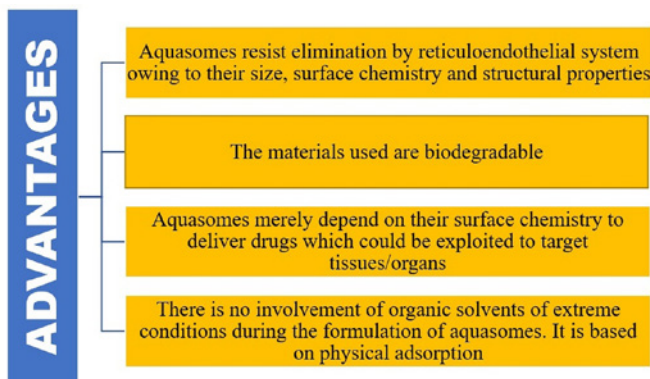 ADVANTAGES
Aquasomes resist elimination by reticuloendothelial system
owing to their size, surface chemistry and structural properties
The materials used are biodegradable
Aquasomes merely depend on their surface chemistry to
deliver drugs which could be exploited to target
tissues/organs
There is no involvement of organic solvents of extreme
conditions during the formulation of aquasomes. It is based
on physical adsorption